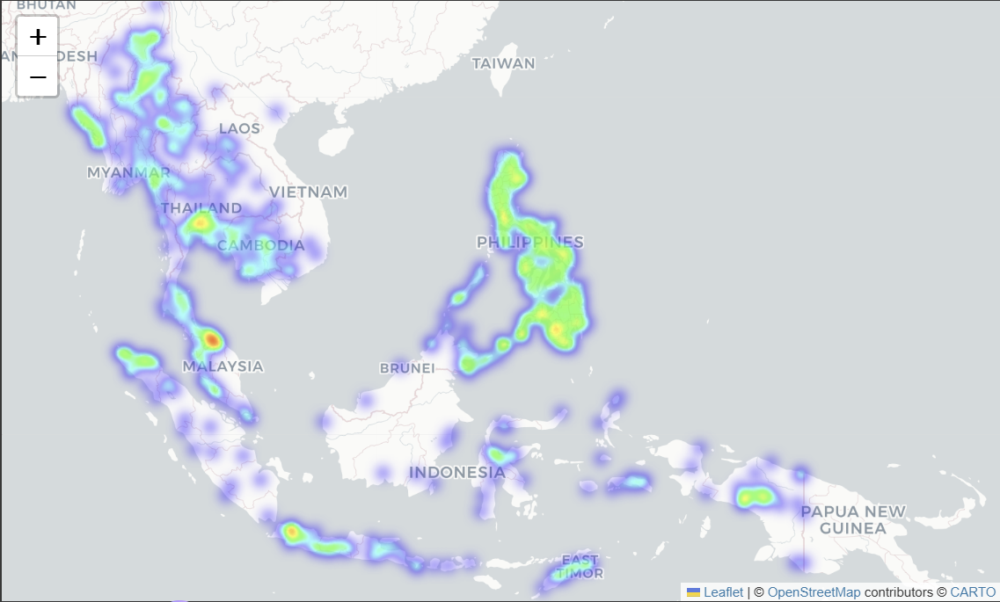 BHUTAN
+
AN DESH
−
TAIWAN
LAOS
MYANMAR
VIETNAM
THAILAND
PHILIPPINES
CAMBODIA
MALAYSIA
BRUNEI
INDONESIA
PAPUA NEW
GUINEA
EAST
TIMOR
Leaflet | © OpenStreetMap contributors © CARTO